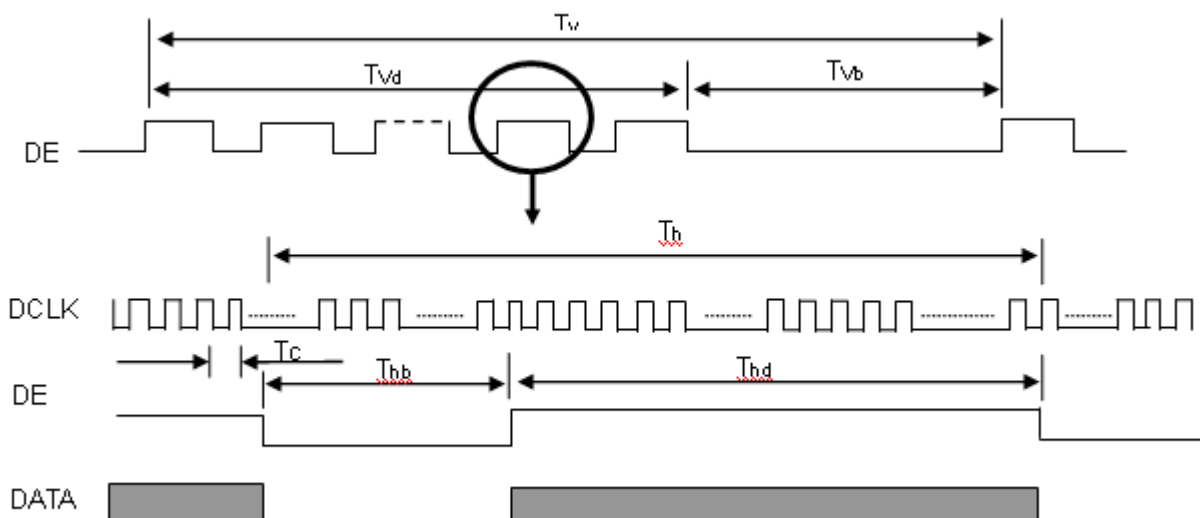 Tv
Tvd
Tvb
DE
Th
DCLK
Tc
Thb
Thd
DE
DATA